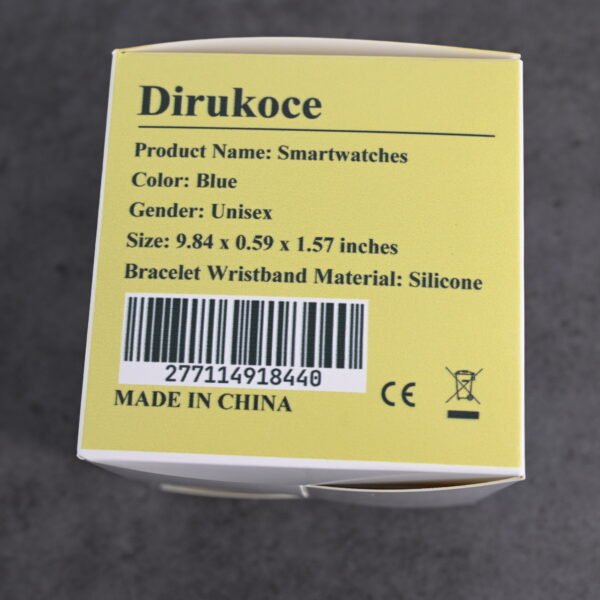 Dirukoce
Product Name: Smartwatches
Color: Blue
Gender: Unisex
Size: 9.84 x 0.59 x 1.57 inches
Bracelet Wristband Material: Silicone
277114918440
MADE IN CHINA
CE